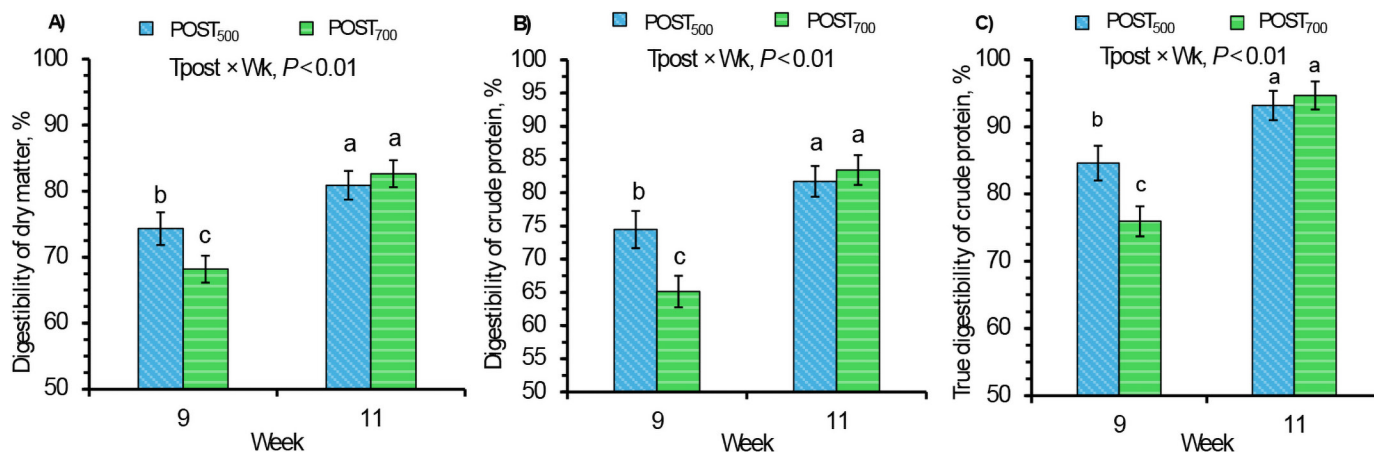 A)
POST500 POST700
Tpost × Wk, P < 0.01
Digestibility of dry matter, %
100
90
80
70
60
50
b
c
a
a
9
11
Week
B)
POST500 POST700
Tpost × Wk, P < 0.01
Digestibility of crude protein, %
100
95
90
85
80
75
70
65
60
55
50
b
c
a
a
9
11
Week
C)
POST500 POST700
Tpost × Wk, P < 0.01
True digestibility of crude protein, %
100
90
80
70
60
50
b
c
a
a
9
11
Week